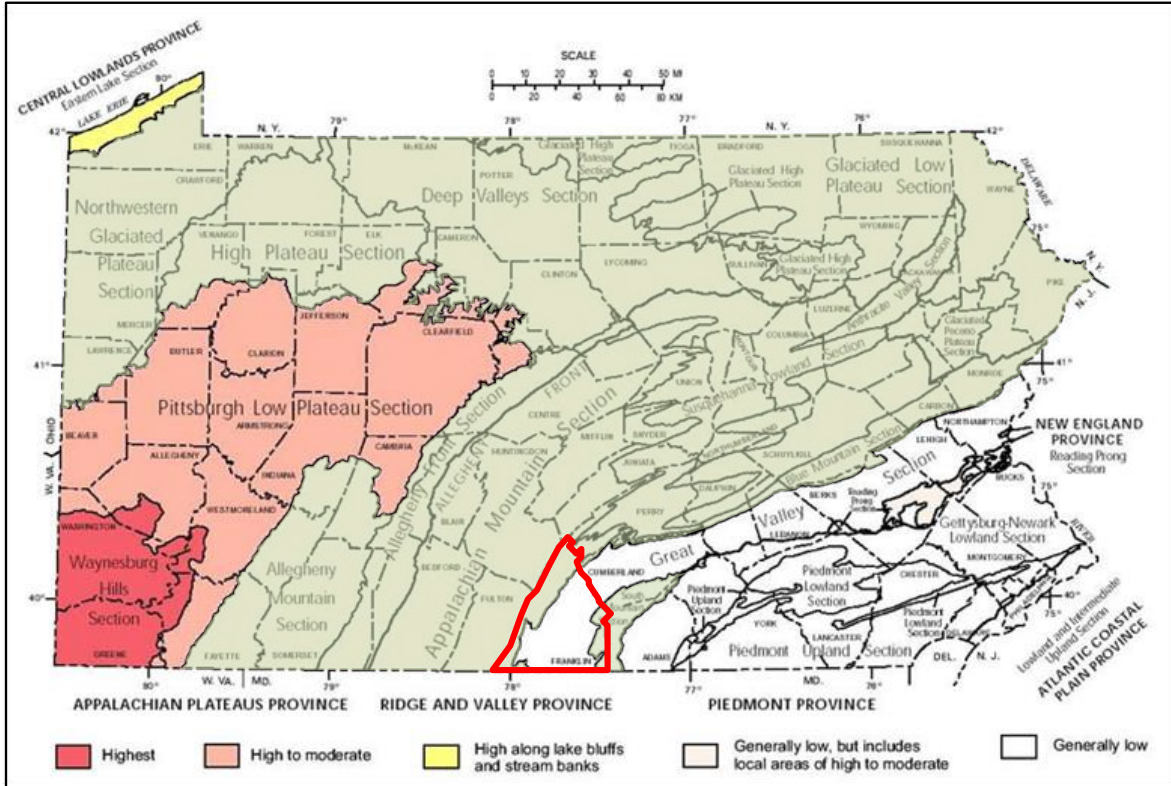 CENTRAL LOWLANDS PROVINCE
Eastern Lake Section
LAKE ERIE
80°
42°
SCALE
0 10 20 30 40 50 MI
0 20 40 60 80 KM
N. Y.
79°
78°
N. Y.
77°
N.Y.
76°
42°
ERIE
WARREN
McKEAN
POTTER
Glaciated High
Plateau
Section
TIOGA
BRADFORD
SUSQUEHANNA
DELAWARE
CRAWFORD
Deep Valleys Section
Glaciated High
Plateau Section
Glaciated Low
Plateau Section
WAYNE
Northwestern
Glaciated
Plateau
Section
VENANGO
FOREST
ELK
High Plateau Section
CAMERON
CLINTON
LYCOMING
SULLIVAN
Glaciated High
Plateau Section
WYOMING
75°
N. Y.
N. J.
PIKE
MERCER
LAWRENCE
JEFFERSON
CLEARFIELD
BUTLER
CLARION
COLUMBIA
LUZERNE
Anthracite Valley Section
Glaciated
Pocono
Plateau
Section
MONROE
41°
41°
75°
Pittsburgh Low Plateau Section
ARMSTRONG
BEAVER
ALLEGHENY
INDIANA
CAMBRIA
WESTMORELAND
CENTRE
UNION
Susquehanna Lowland Section
SNYDER
MIFFLIN
NORTHUMBERLAND
MONTOUR
JUNIATA
SCHUYLKILL
CARBON
HUNTINGDON
Allegheny Front Section
ALLEGHENY FRONT
Appalachian Mountain Section
Blue Mountain Section
DAUPHIN
PERRY
BLAIR
BEDFORD
FULTON
W. VA.
OHIO
WASHINGTON
Waynesburg
Hills
Section
GREENE
Allegheny
Mountain
Section
FAYETTE
SOMERSET
40°
CUMBERLAND
Great Valley Section
LEBANON
BERKS
LEHIGH
NORTHAMPTON
NEW ENGLAND
PROVINCE
Reading Prong
Section
Reading
Prong
Section
BUCKS
75°
Gettysburg-Newark
Lowland Section
MONTGOMERY
RIVER
South
Mountain
Section
FRANKLIN
ADAMS
Piedmont
Upland
Section
YORK
Piedmont
Lowland
Section
CHESTER
Piedmont
Lowland
Section
DELAWARE
PHILADELPHIA
40°
75°
LANCASTER
Piedmont Upland Section
Lowland and Intermediate
Upland Section
ATLANTIC COASTAL
PLAIN PROVINCE
80°
W. VA.
MD.
79°
78°
77°
MD.
76°
DEL.
N. J.
APPALACHIAN PLATEAUS PROVINCE
RIDGE AND VALLEY PROVINCE
PIEDMONT PROVINCE
Highest
High to moderate
High along lake bluffs
and stream banks
Generally low, but includes
local areas of high to moderate
Generally low